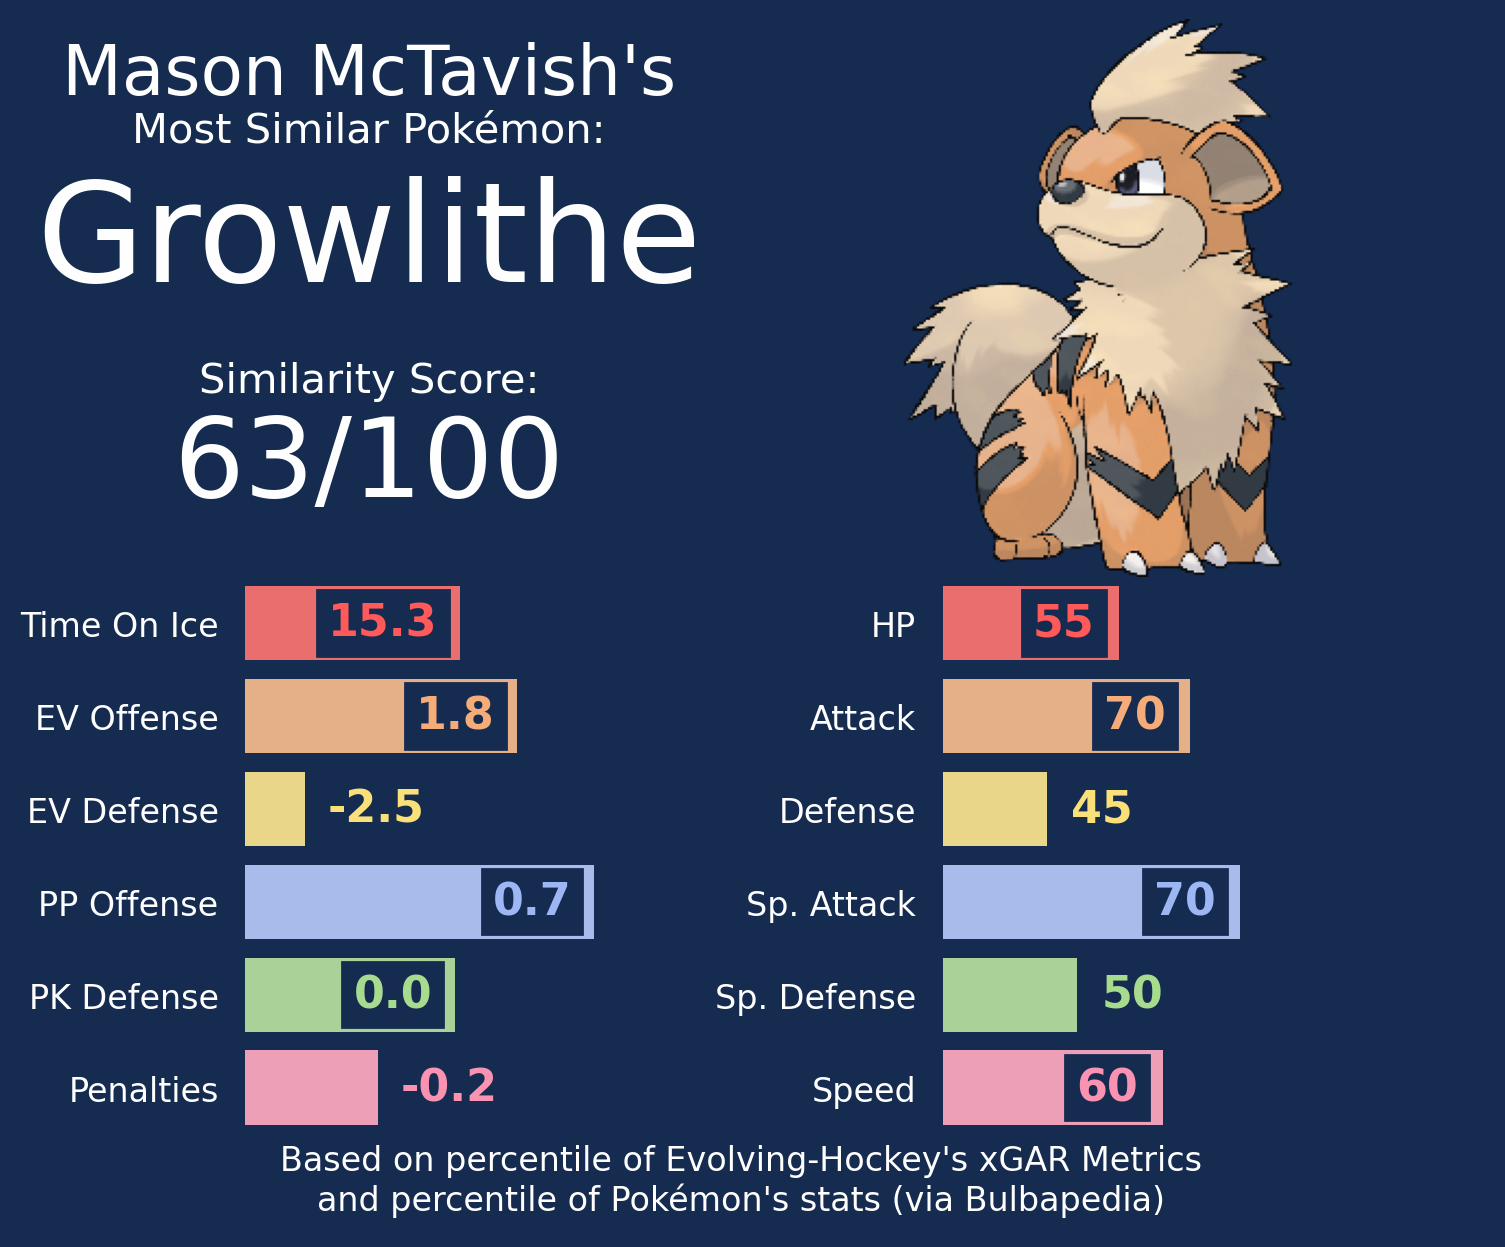 Mason McTavish's
Most Similar Pokémon:
Growlithe
Similarity Score:
63/100
Time On Ice 15.3
EV Offense 1.8
EV Defense -2.5
PP Offense 0.7
PK Defense 0.0
Penalties -0.2
HP 55
Attack 70
Defense 45
Sp. Attack 70
Sp. Defense 50
Speed 60
Based on percentile of Evolving-Hockey's xGAR Metrics
and percentile of Pokémon's stats (via Bulbapedia)